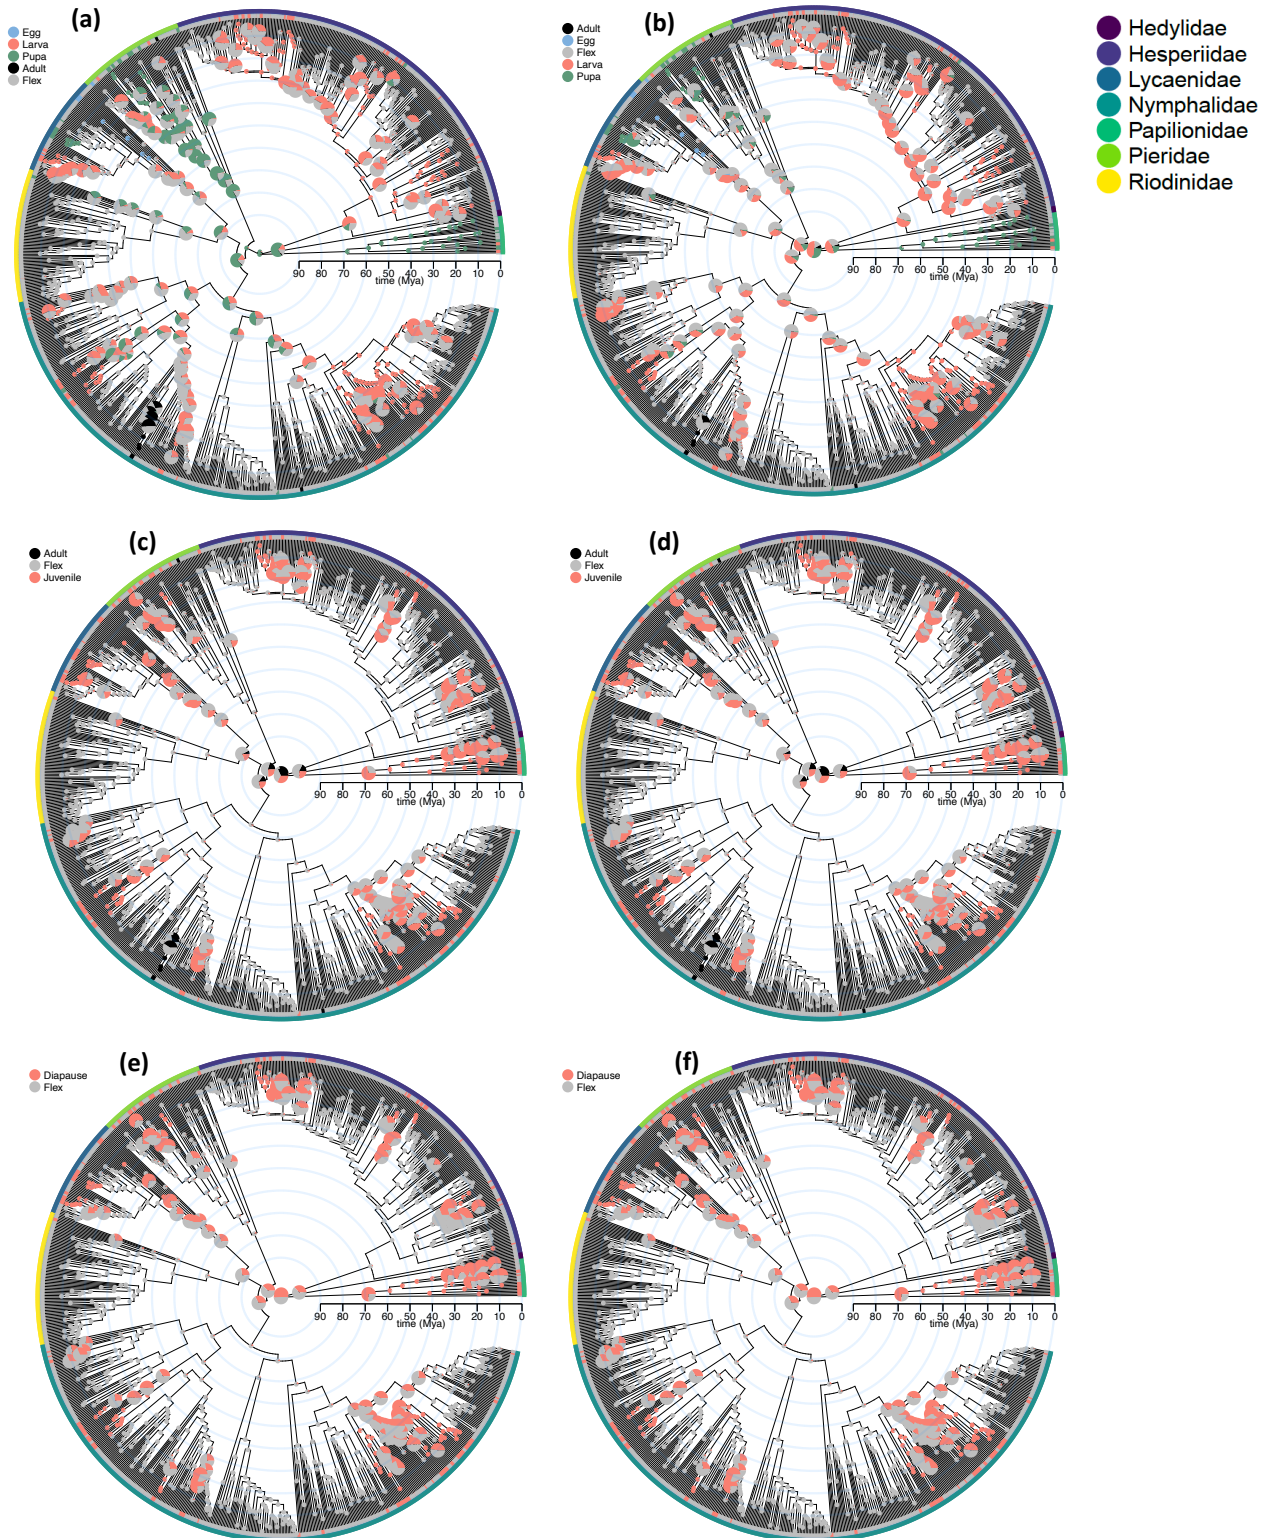 (a)
Egg
Larva
Pupa
Adult
Flex
90 80 70 60 50 40 30 20 10 0
time (Mya)
(b)
Adult
Egg
Flex
Larva
Pupa
90 80 70 60 50 40 30 20 10 0
time (Mya)
Hedylidae
Hesperiidae
Lycaenidae
Nymphalidae
Papilionidae
Pieridae
Riodinidae
(c)
Adult
Flex
Juvenile
90 80 70 60 50 40 30 20 10 0
time (Mya)
(d)
Adult
Flex
Juvenile
90 80 70 60 50 40 30 20 10 0
time (Mya)
(e)
Diapause
Flex
90 80 70 60 50 40 30 20 10 0
time (Mya)
(f)
Diapause
Flex
90 80 70 60 50 40 30 20 10 0
time (Mya)